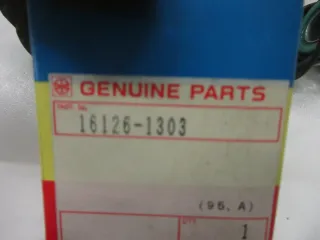 GENUINE PARTS
PART No.
16126-1303
(95. A)
QTY
1